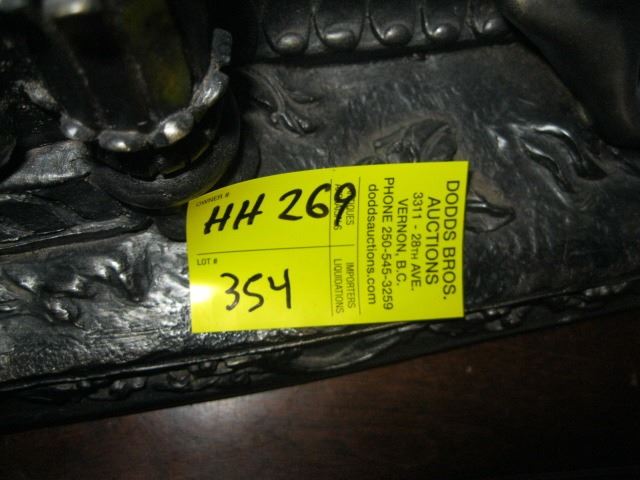 OWNER #
HH 269
LOT #
354
IMPORTERS
LIQUIDATIONS
DODDS BROS.
AUCTIONS
3311 - 28TH AVE.
VERNON, B.C.
PHONE 250-545-3259
doddsauctions.com